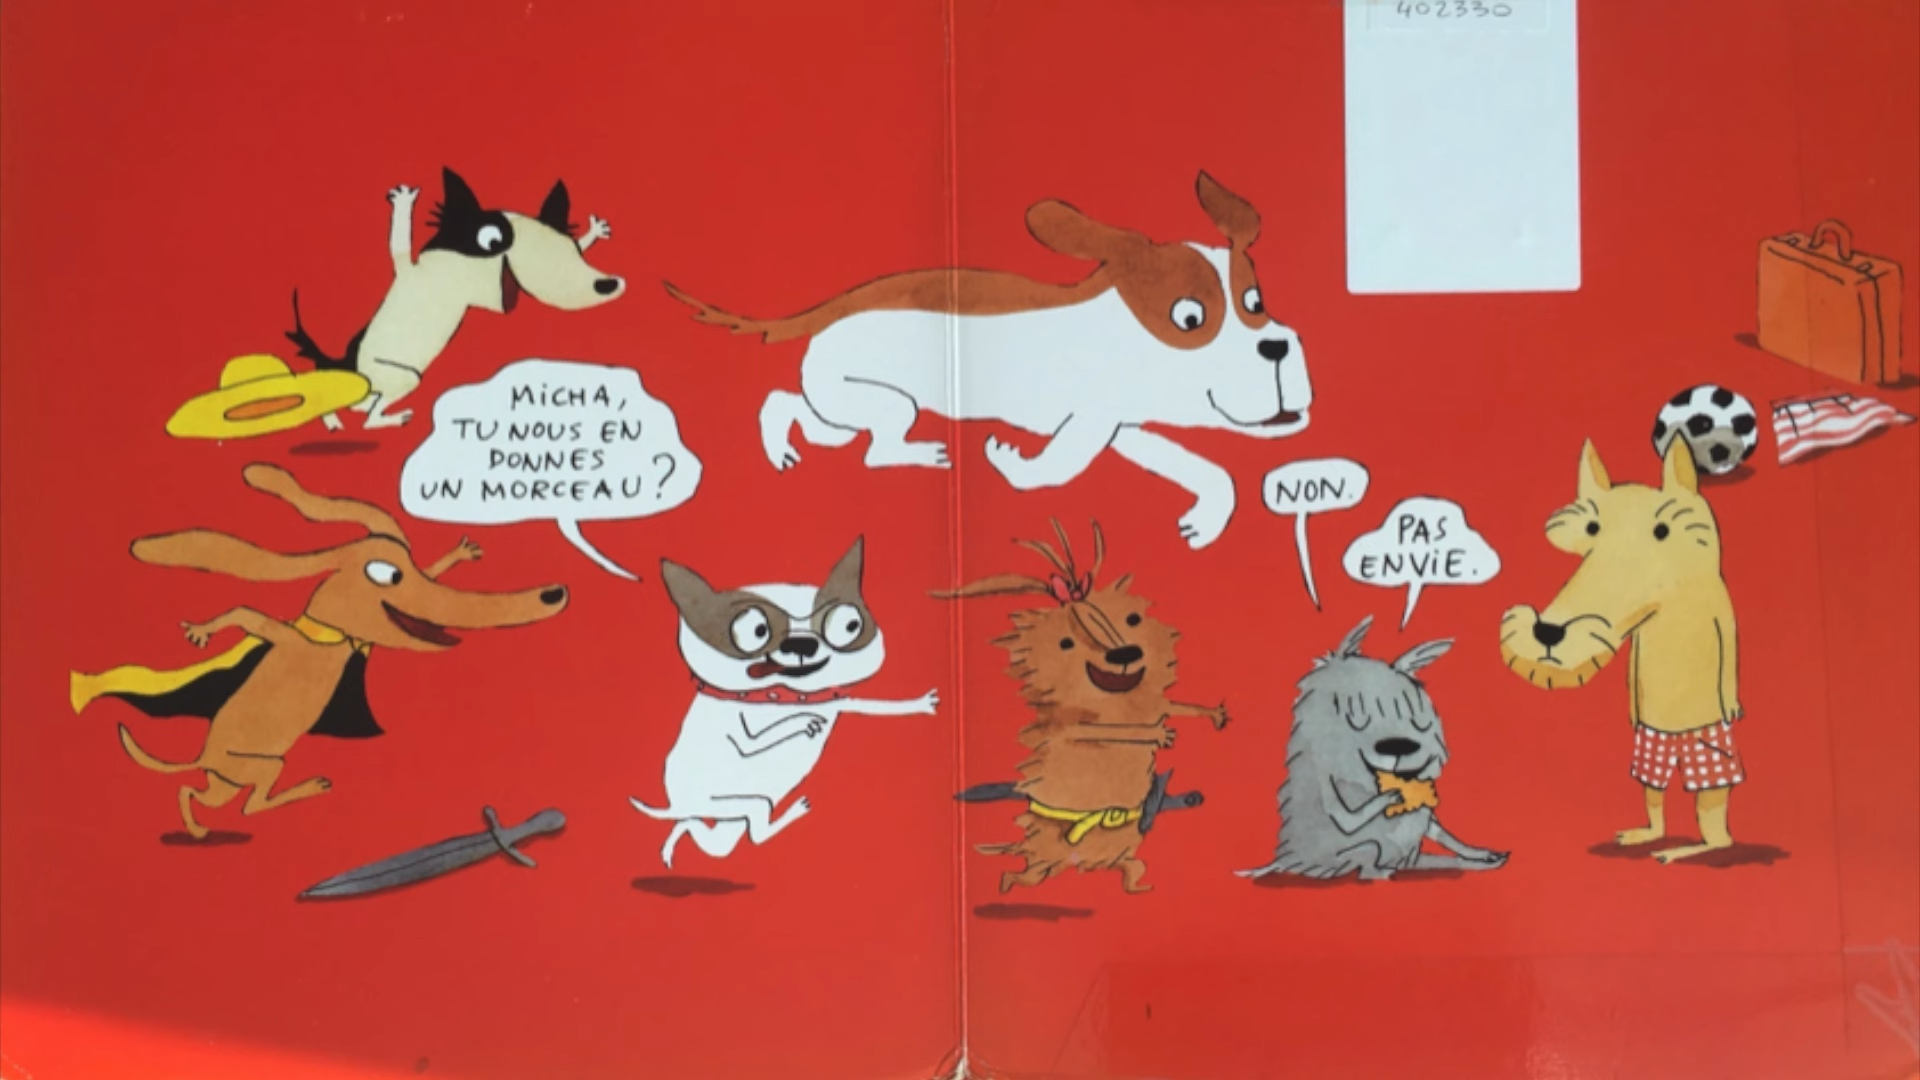 402330
MICHA,
TU NOUS EN
DONNES
UN MORCEAU?
NON.
PAS
ENVIE.